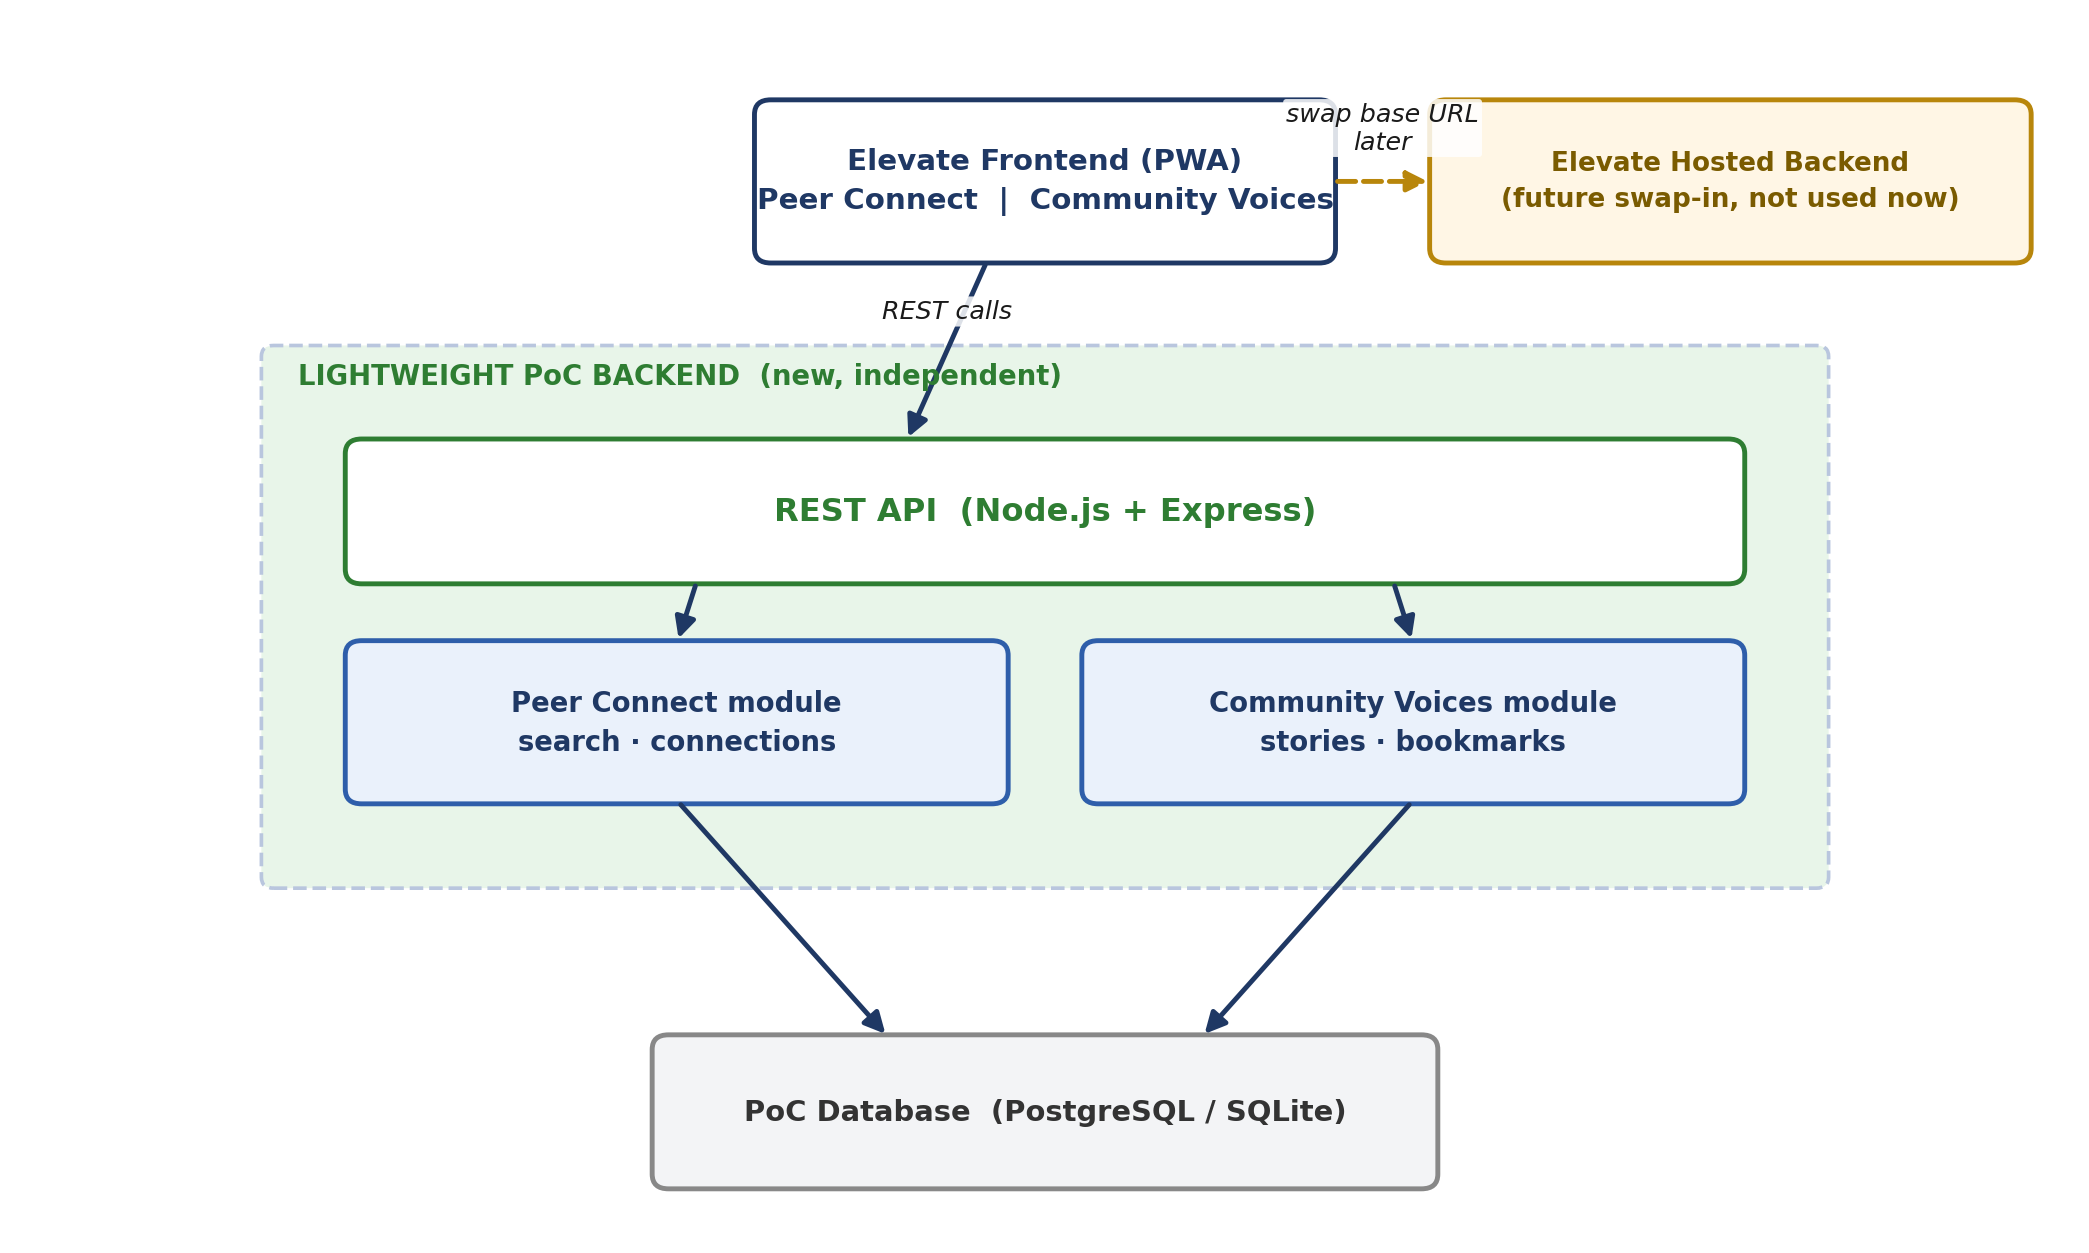 swap base URL
later
Elevate Frontend (PWA)
Peer Connect | Community Voices
Elevate Hosted Backend
(future swap-in, not used now)
REST calls
LIGHTWEIGHT PoC BACKEND (new, independent)
REST API (Node.js + Express)
Peer Connect module
search · connections
Community Voices module
stories · bookmarks
PoC Database (PostgreSQL / SQLite)